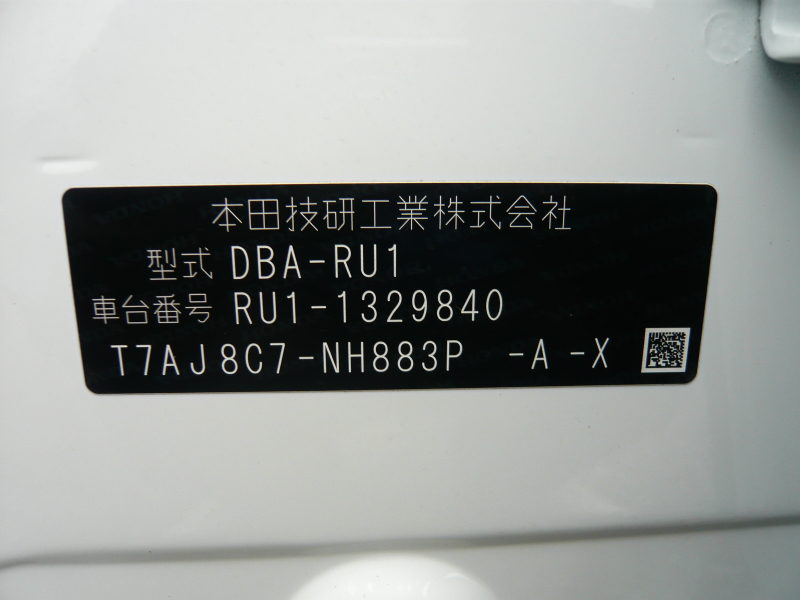 本田技研工業株式会社
型式 DBA-RU1
車台番号 RU1-1329840
T7AJ8C7-NH883P -A -X